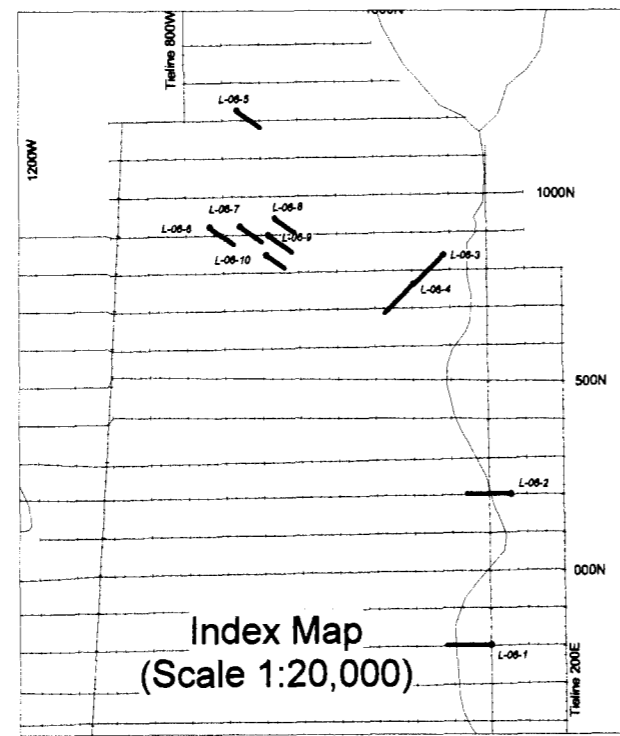 Tieline 800W
L-06-5
1200W
L-06-8
1000N
L-06-7
L-06-6
L-06-9
L-06-10
L-06-3
L-06-4
500N
L-06-2
000N
Index Map
(Scale 1:20,000)
L-06-1
Tieline 200E